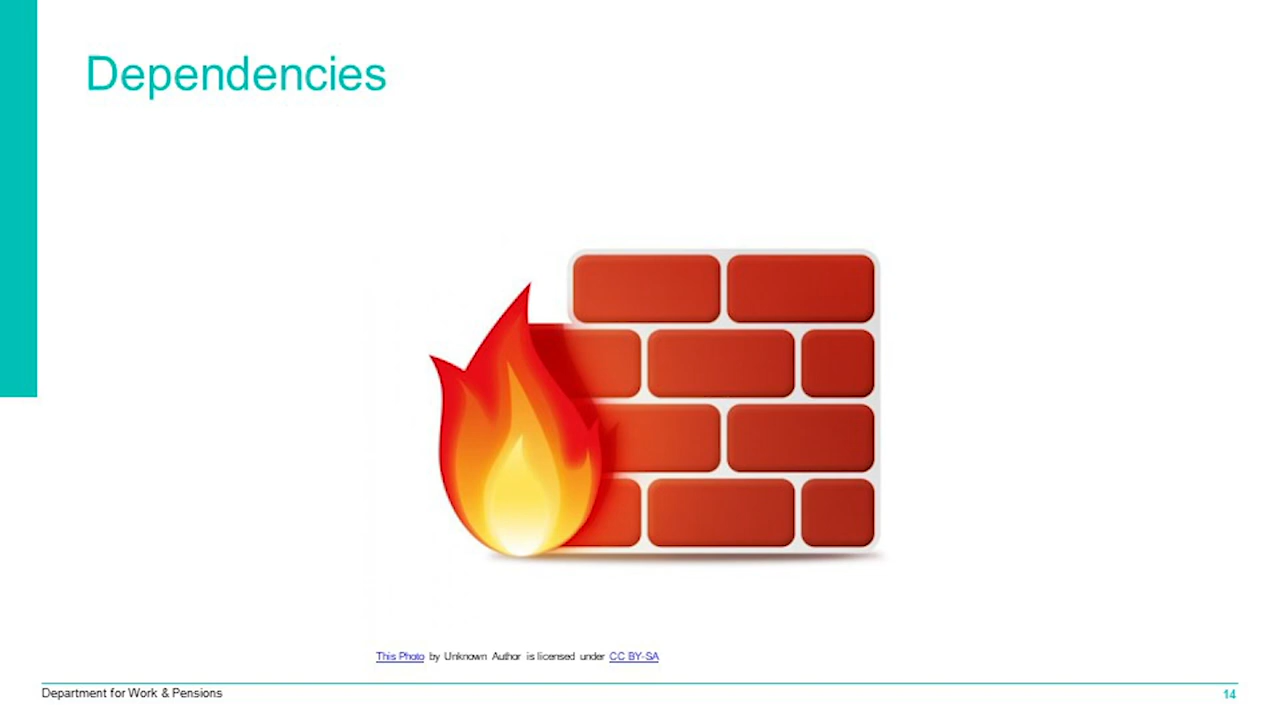 Dependencies
This Photo by Unknown Author is licensed under CC BY-SA
Department for Work & Pensions
14